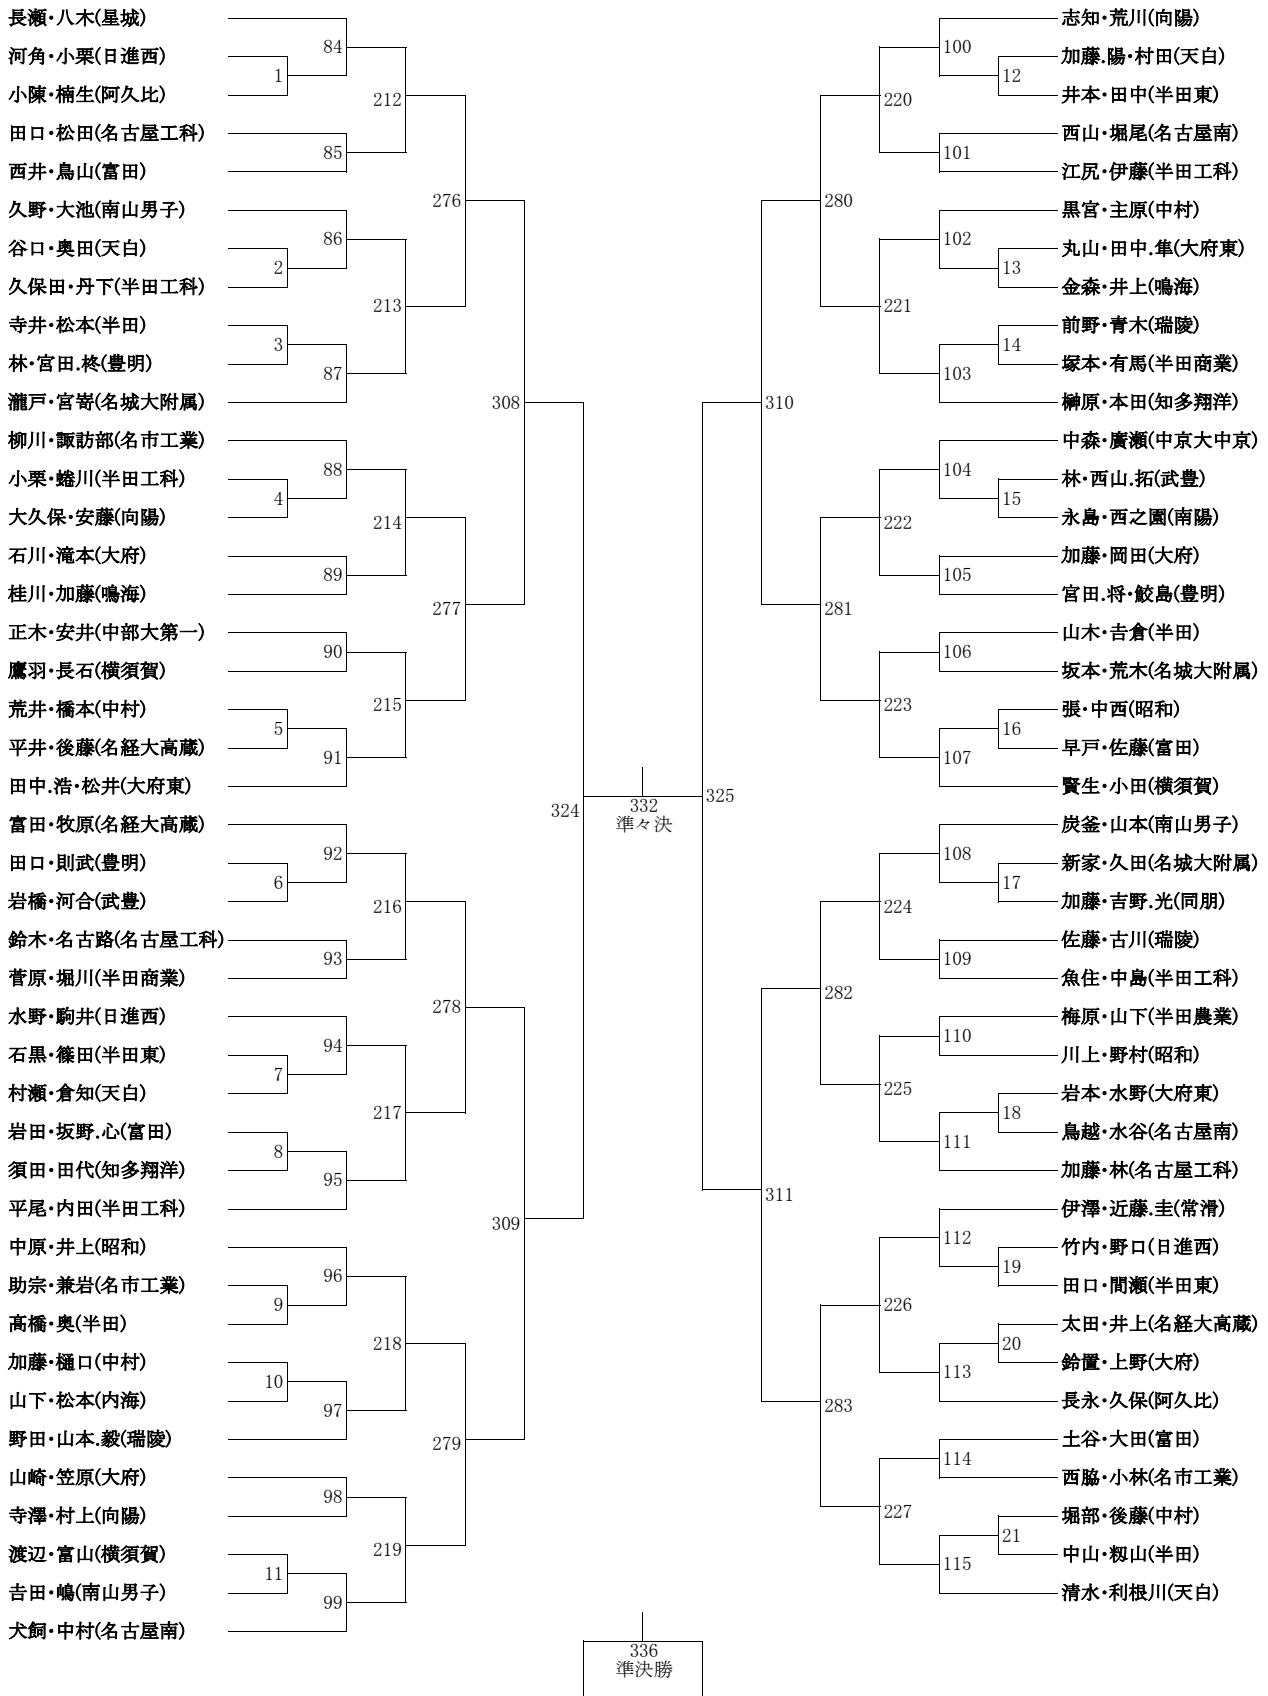 長瀬・八木(星城)
河角・小栗(日進西)
小陳・楠生(阿久比)
田口・松田(名古屋工科)
西井・鳥山(富田)
久野・大池(南山男子)
谷口・奥田(天白)
久保田・丹下(半田工科)
寺井・松本(半田)
林・宮田.柊(豊明)
瀧戸・宮嵜(名城大附属)
柳川・諏訪部(名市工業)
小栗・蜷川(半田工科)
大久保・安藤(向陽)
石川・滝本(大府)
桂川・加藤(鳴海)
正木・安井(中部大第一)
鷹羽・長石(横須賀)
荒井・橋本(中村)
平井・後藤(名経大高蔵)
田中.浩・松井(大府東)
富田・牧原(名経大高蔵)
田口・則武(豊明)
岩橋・河合(武豊)
鈴木・名古路(名古屋工科)
菅原・堀川(半田商業)
水野・駒井(日進西)
石黒・篠田(半田東)
村瀬・倉知(天白)
岩田・坂野.心(富田)
須田・田代(知多翔洋)
平尾・内田(半田工科)
中原・井上(昭和)
助宗・兼岩(名市工業)
髙橋・奥(半田)
加藤・樋口(中村)
山下・松本(内海)
野田・山本.毅(瑞陵)
山崎・笠原(大府)
寺澤・村上(向陽)
渡辺・富山(横須賀)
𠮷田・嶋(南山男子)
犬飼・中村(名古屋南)
1
2
3
4
5
6
7
8
9
10
11
84
85
86
87
88
89
90
91
92
93
94
95
96
97
98
99
212
213
214
215
216
217
218
219
276
277
278
279
308
309
324
332
準々決
336
準決勝
325
310
311
280
281
282
283
220
221
222
223
224
225
226
227
100
101
102
103
104
105
106
107
108
109
110
111
112
113
114
115
12
13
14
15
16
17
18
19
20
21
志知・荒川(向陽)
加藤.陽・村田(天白)
井本・田中(半田東)
西山・堀尾(名古屋南)
江尻・伊藤(半田工科)
黒宮・主原(中村)
丸山・田中.隼(大府東)
金森・井上(鳴海)
前野・青木(瑞陵)
塚本・有馬(半田商業)
榊原・本田(知多翔洋)
中森・廣瀬(中京大中京)
林・西山.拓(武豊)
永島・西之園(南陽)
加藤・岡田(大府)
宮田.将・鮫島(豊明)
山木・𠮷倉(半田)
坂本・荒木(名城大附属)
張・中西(昭和)
早戸・佐藤(富田)
賢生・小田(横須賀)
炭釜・山本(南山男子)
新家・久田(名城大附属)
加藤・吉野.光(同朋)
佐藤・古川(瑞陵)
魚住・中島(半田工科)
梅原・山下(半田農業)
川上・野村(昭和)
岩本・水野(大府東)
鳥越・水谷(名古屋南)
加藤・林(名古屋工科)
伊澤・近藤.圭(常滑)
竹内・野口(日進西)
田口・間瀬(半田東)
太田・井上(名経大高蔵)
鈴置・上野(大府)
長永・久保(阿久比)
土谷・大田(富田)
西脇・小林(名市工業)
堀部・後藤(中村)
中山・籾山(半田)
清水・利根川(天白)